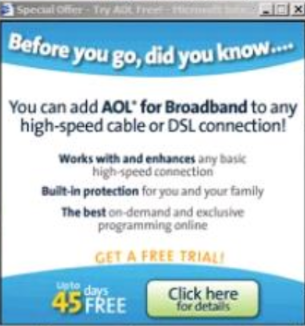 Special Offer - Try AOL Free! - Microsoft
Before you go, did you know....
You can add AOL® for Broadband to any
high-speed cable or DSL connection!
Works with and enhances any basic
high-speed connection
Built-in protection for you and your family
The best on-demand and exclusive
programming online
GET A FREE TRIAL!
Up to
45 days
FREE
Click here
for details